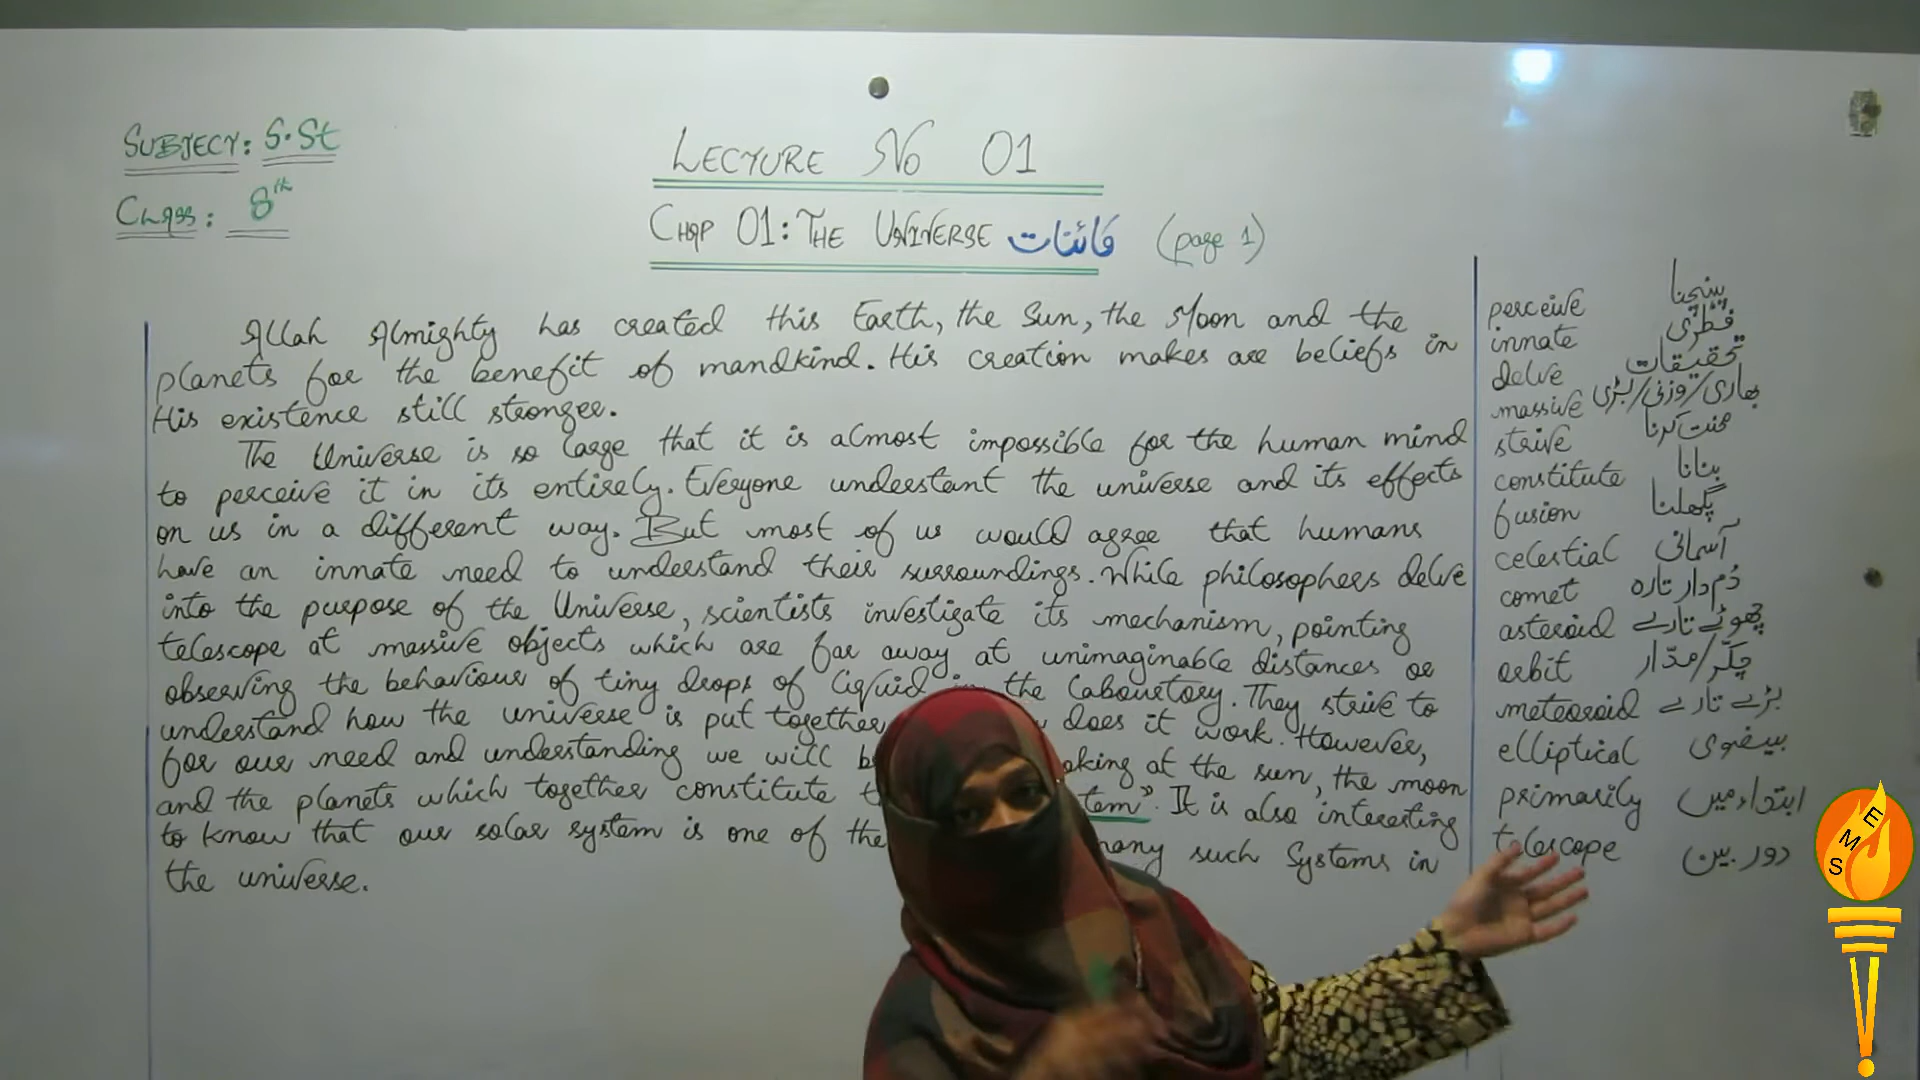 SUBJECT: S.St
CLASS: 8th
LECTURE No 01
CHAP 01: THE UNIVERSE کائنات (page 1)
Allah Almighty has created this Earth, the Sun, the Moon and the
planets for the benefit of mandkind. His creation makes are beliefs in
His existence still stronger.
The Universe is so large that it is almost impossible for the human mind
to perceive it in its entirely. Everyone understant the universe and its effects
on us in a different way. But most of us would agree that humans
have an innate need to understand their surroundings. While philosophers delve
into the purpose of the Universe, scientists investigate its mechanism, pointing
telescope at massive objects which are far away at unimaginable distances or
observing the behaviour of tiny drops of liquid the labouretory. They strive to
understand how the universe is put together does it work. However,
for our need and understanding we will at the sun, the moon
and the planets which together constitute It is also interesting
to know that our solar system is one of the such Systems in
the universe.
perceive
innate فطری
delve تحقیقات
massive بھاری/وزنی/بڑی
strive محنت کرنا
constitute بنانا
fusion پگھلنا
celestial آسمانی
comet دُم دار تارہ
asteroid چھوٹے تارے
orbit چکّر/مدّار
meteoroid بڑے تارے
elliptical بیضوی
primarily ابتداء میں
telescope دوربین
E
M
S